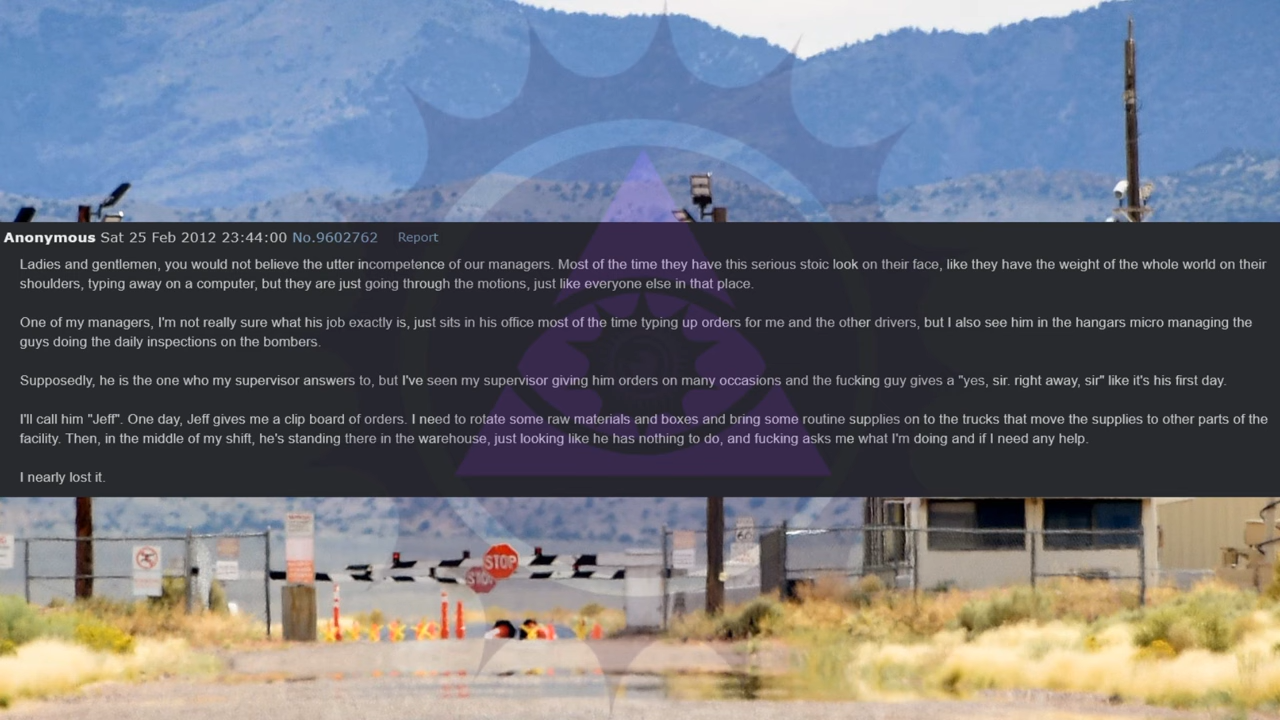 Anonymous Sat 25 Feb 2012 23:44:00 No.9602762 Report
Ladies and gentlemen, you would not believe the utter incompetence of our managers. Most of the time they have this serious stoic look on their face, like they have the weight of the whole world on their
shoulders, typing away on a computer, but they are just going through the motions, just like everyone else in that place.
One of my managers, I'm not really sure what his job exactly is, just sits in his office most of the time typing up orders for me and the other drivers, but I also see him in the hangars micro managing the
guys doing the daily inspections on the bombers.
Supposedly, he is the one who my supervisor answers to, but I've seen my supervisor giving him orders on many occasions and the fucking guy gives a "yes, sir. right away, sir" like it's his first day.
I'll call him "Jeff". One day, Jeff gives me a clip board of orders. I need to rotate some raw materials and boxes and bring some routine supplies on to the trucks that move the supplies to other parts of the
facility. Then, in the middle of my shift, he's standing there in the warehouse, just looking like he has nothing to do, and fucking asks me what I'm doing and if I need any help.
I nearly lost it.
STOP
STOP